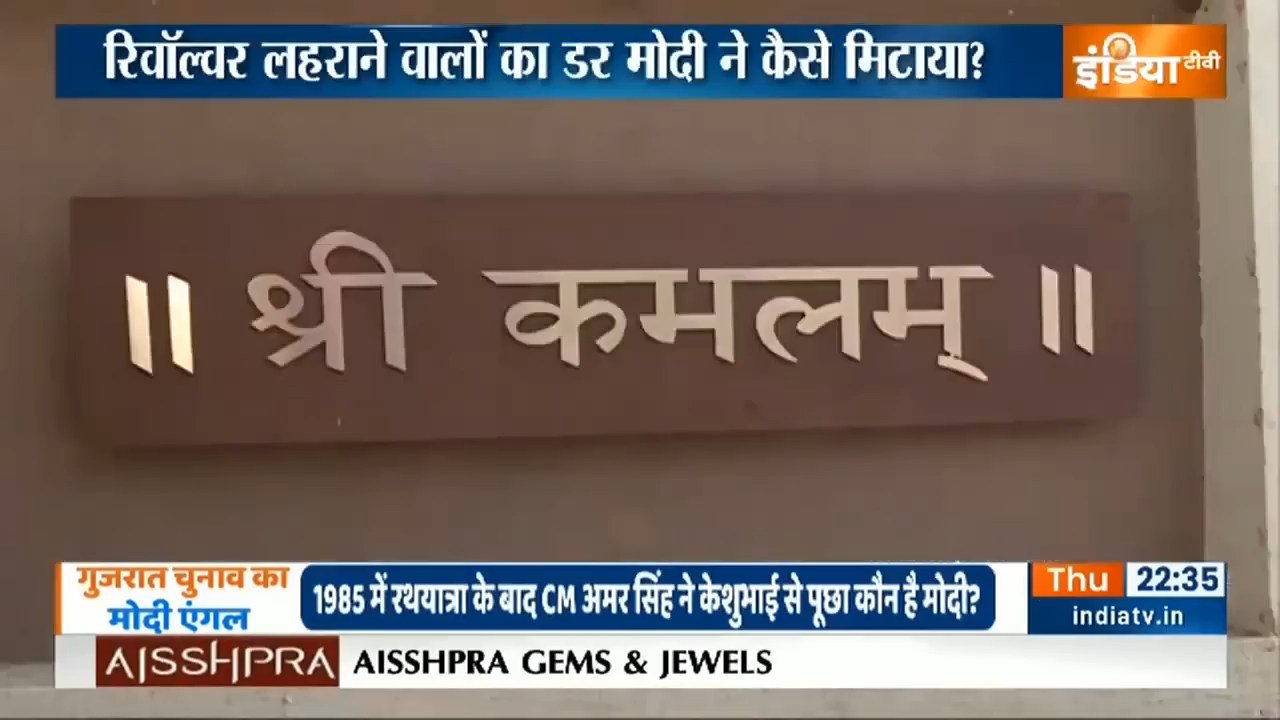 रिवॉल्वर लहराने वालों का डर मोदी ने कैसे मिटाया?
इंडिया टीवी
॥ श्री कमलम् ॥
गुजरात चुनाव का
मोदी एंगल
1985 में रथयात्रा के बाद CM अमर सिंह ने केशुभाई से पूछा कौन है मोदी?
Thu 22:35
indiatv.in
AISSHPRA AISSHPRA GEMS & JEWELS